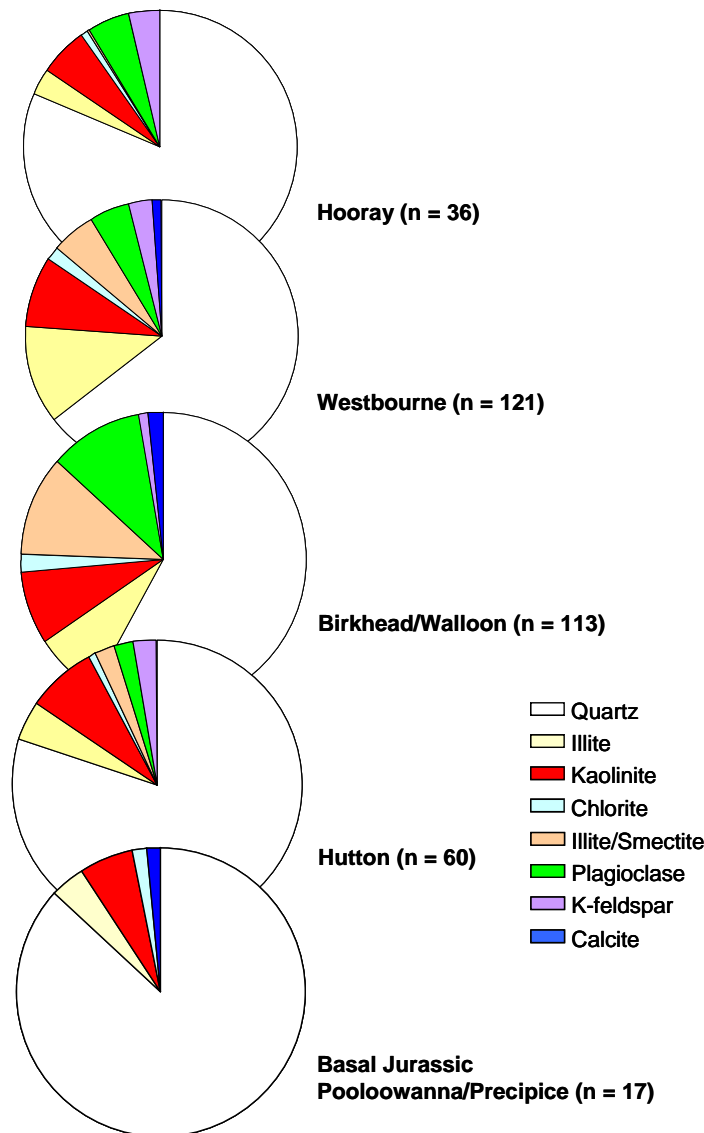 Hooray (n = 36)
Westbourne (n = 121)
Birkhead/Walloon (n = 113)
Quartz
Illite
Kaolinite
Chlorite
Illite/Smectite
Plagioclase
K-feldspar
Calcite
Hutton (n = 60)
Basal Jurassic
Pooloowanna/Precipice (n = 17)